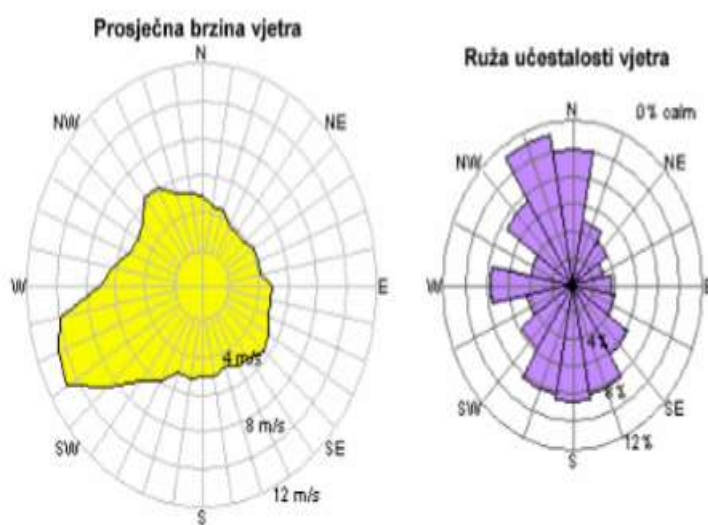 Prosječna brzina vjetra
N
NW
NE
W
E
4 m/s
8 m/s
SW
SE
12 m/s
S
Ruža učestalosti vjetra
N
0% calm
NW
NE
W
E
4%
8%
SW
SE
12%
S